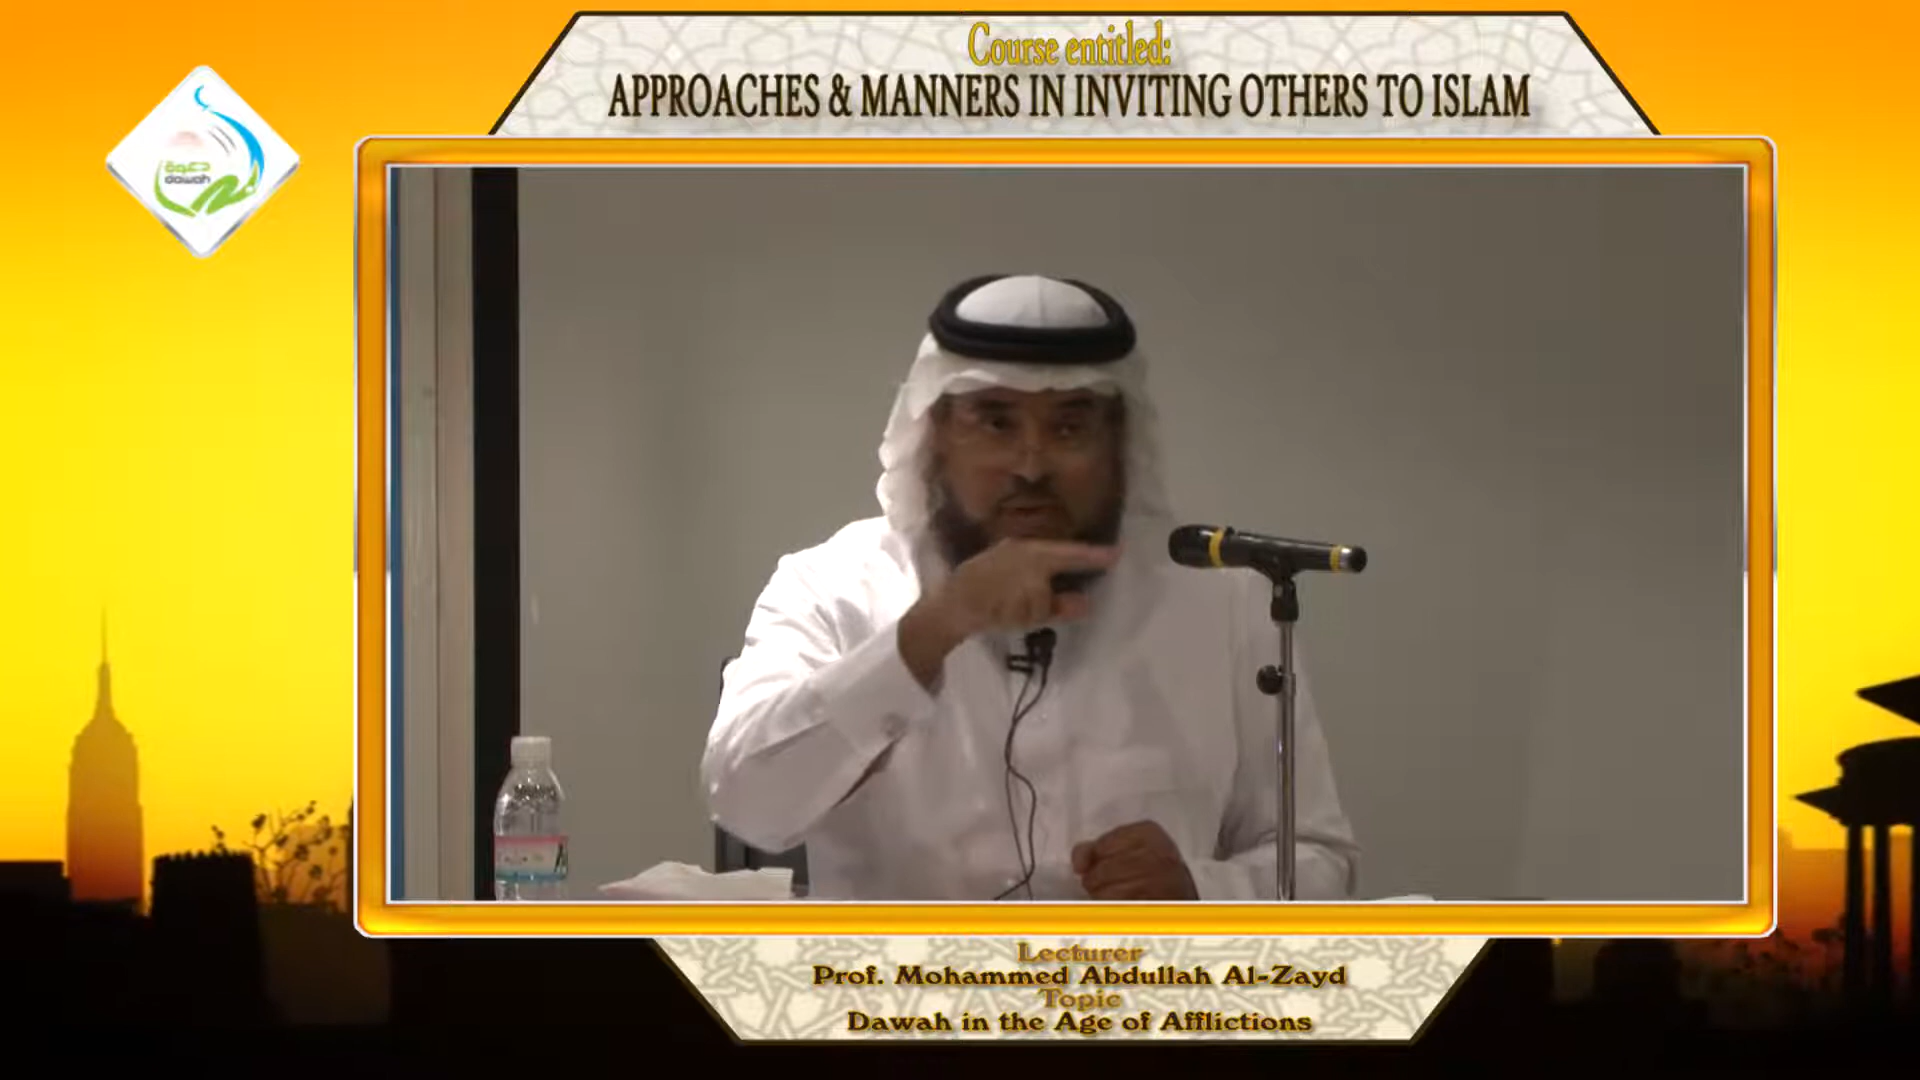 Course entitled:
APPROACHES & MANNERS IN INVITING OTHERS TO ISLAM
دعوة
dawah
Lecturer
Prof. Mohammed Abdullah Al-Zayd
Topic
Dawah in the Age of Afflictions